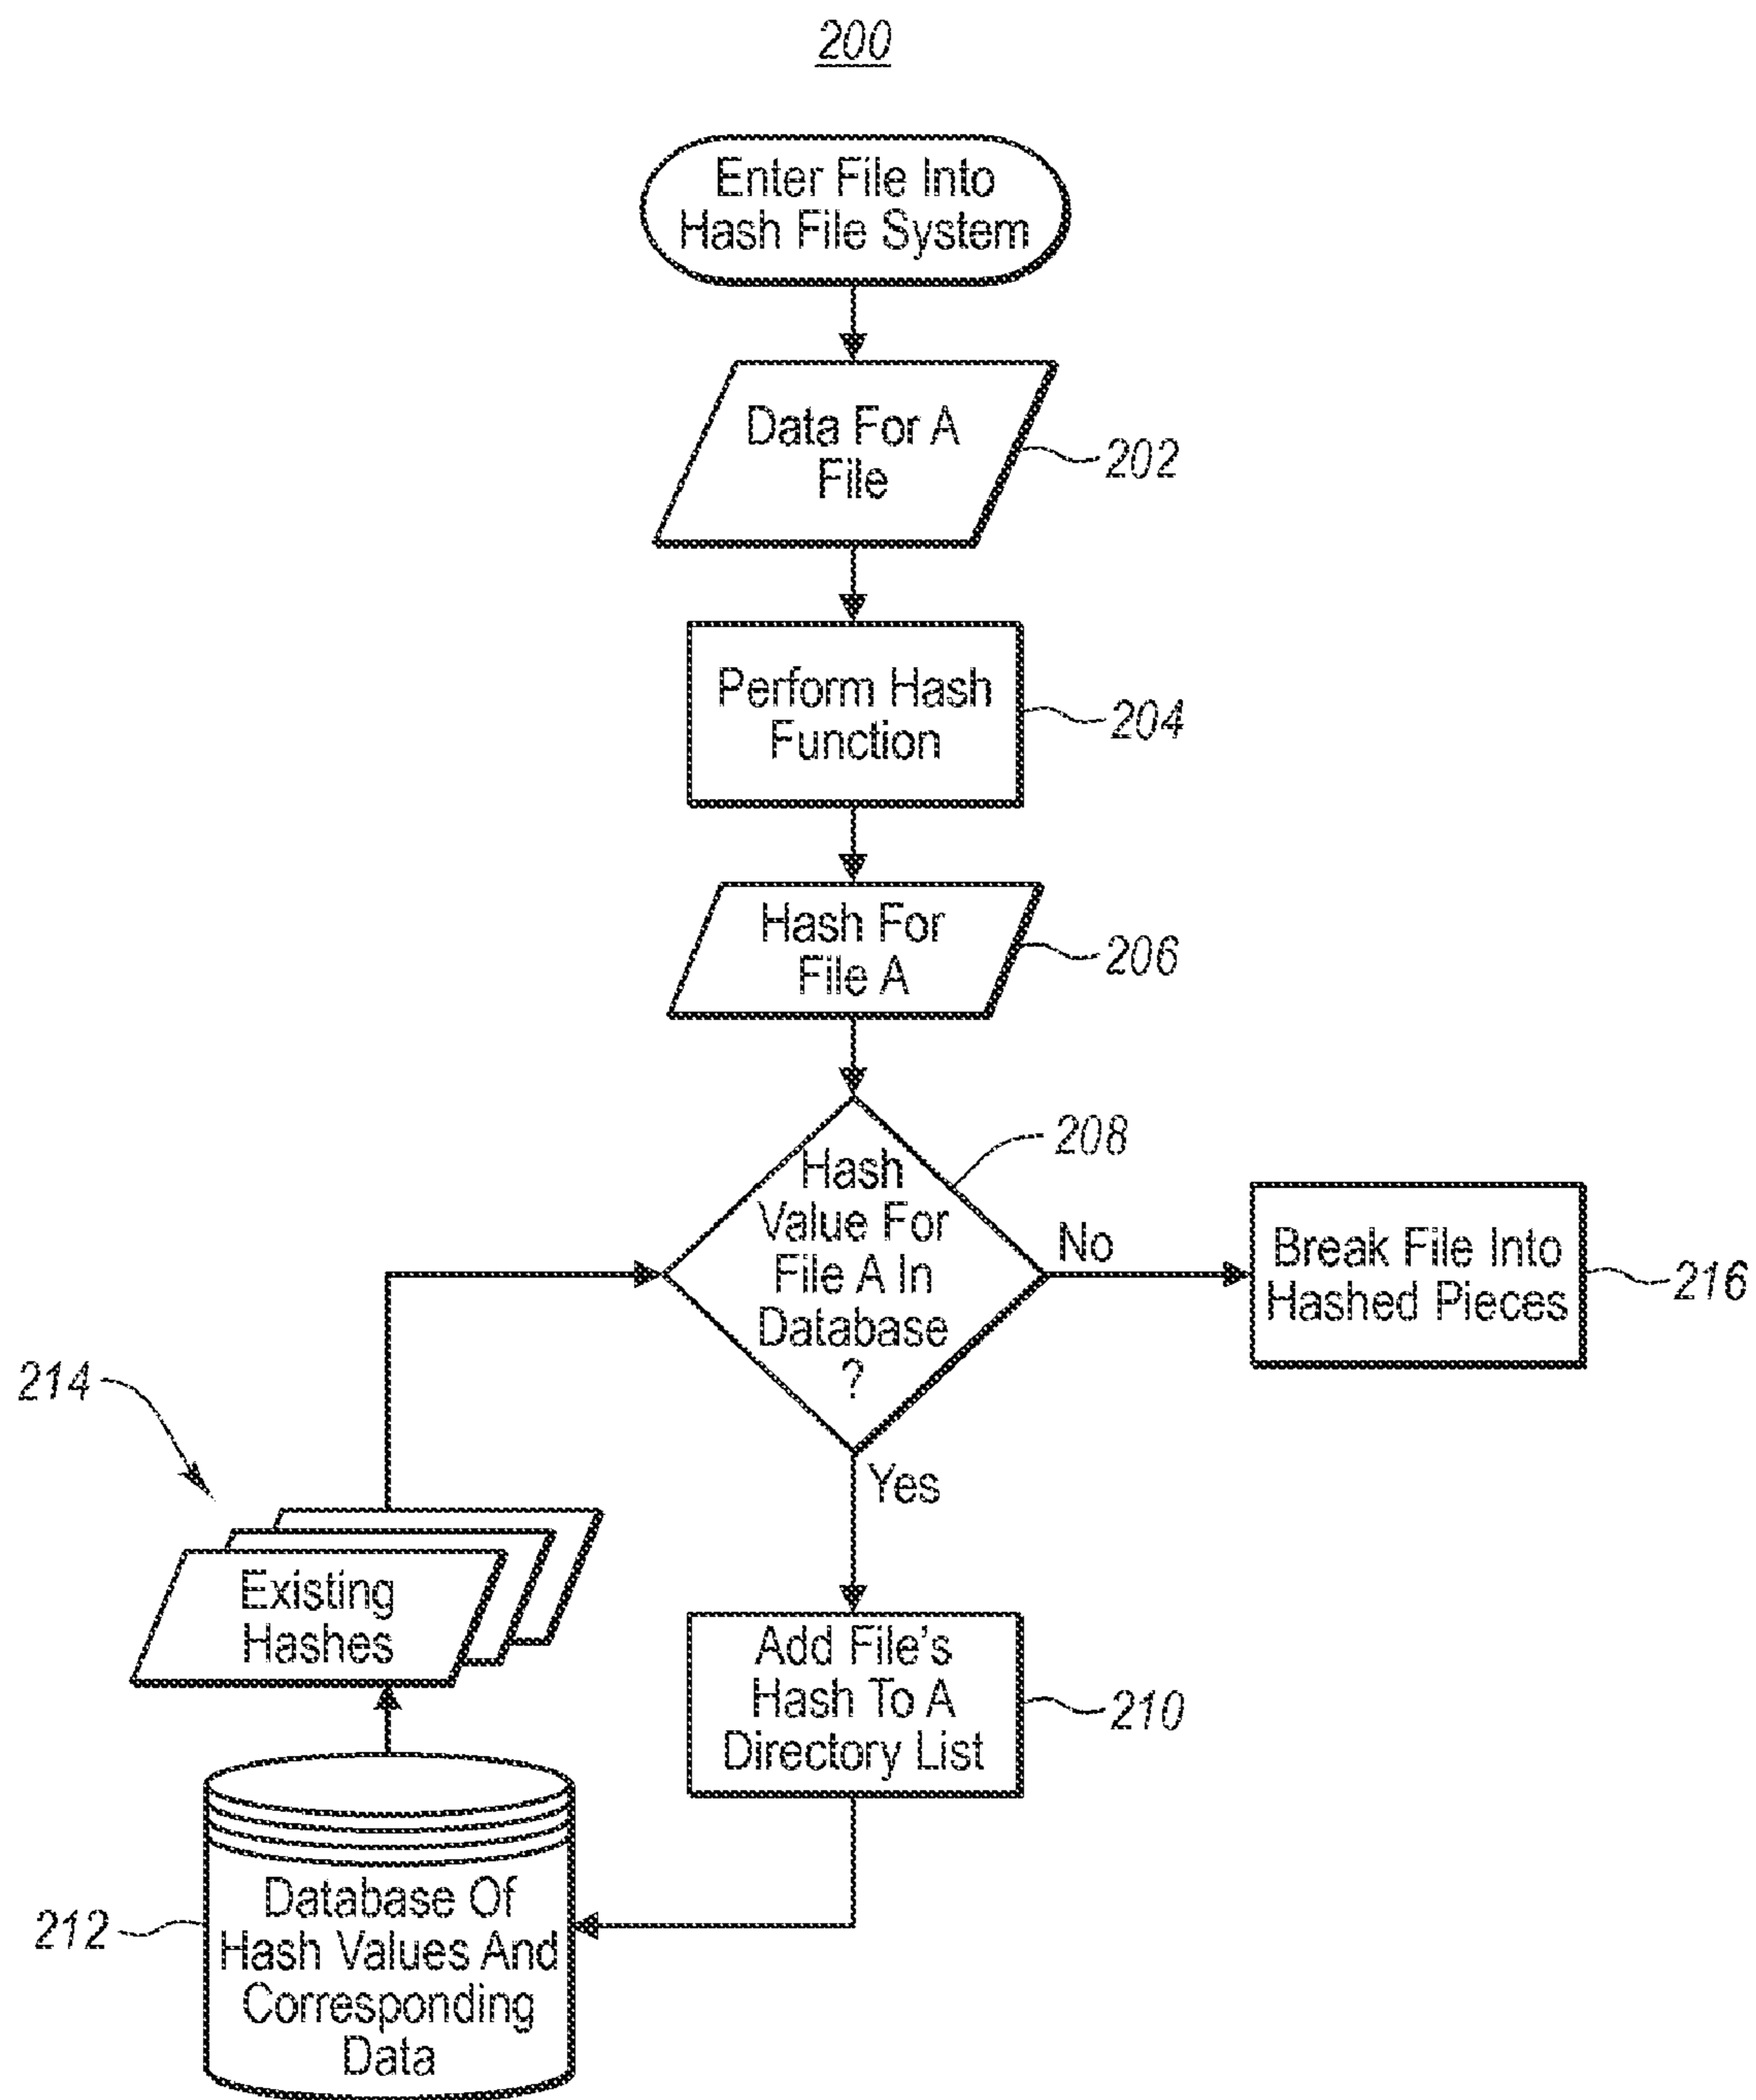 200
Enter File Into
Hash File System
Data For A
File
202
Perform Hash
Function
204
Hash For
File A
206
208
Hash
Value For
File A In
Database
?
No
Break File Into
Hashed Pieces
216
Yes
214
Existing
Hashes
Add File's
Hash To A
Directory List
210
212
Database Of
Hash Values And
Corresponding
Data